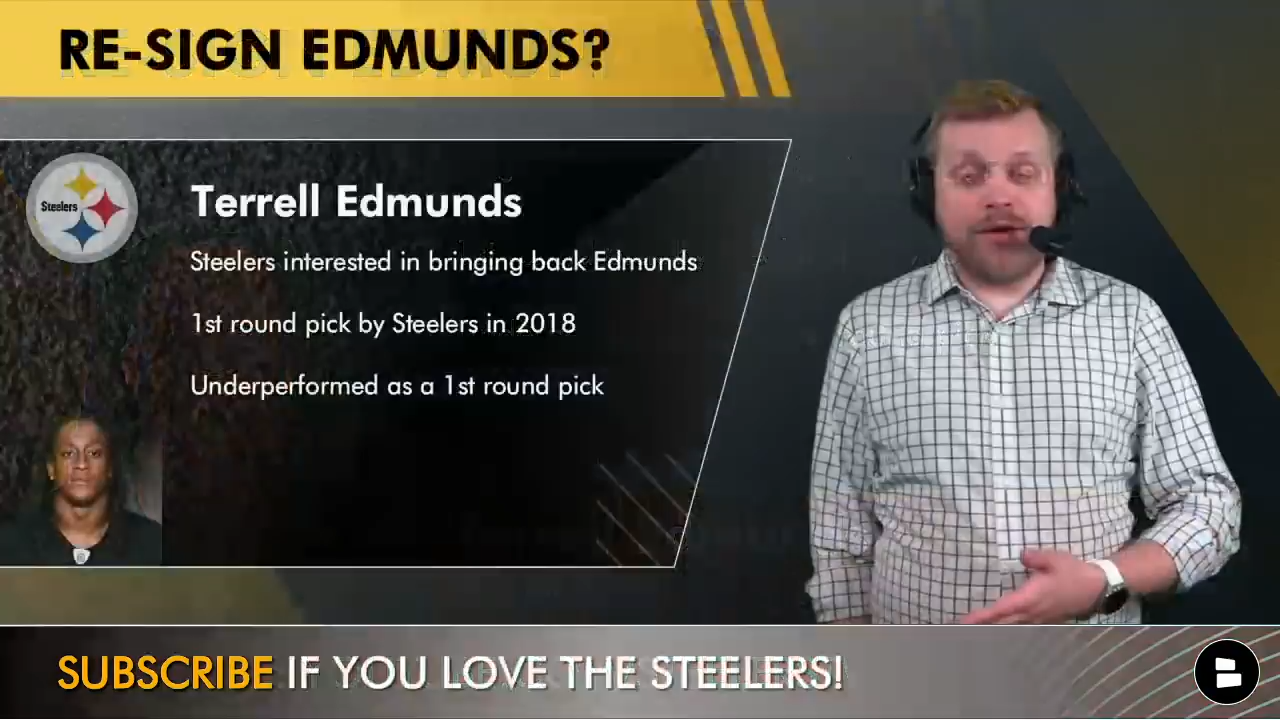 RE-SIGN EDMUNDS?
Steelers
Terrell Edmunds
Steelers interested in bringing back Edmunds
1st round pick by Steelers in 2018
Underperformed as a 1st round pick
SUBSCRIBE IF YOU LOVE THE STEELERS!